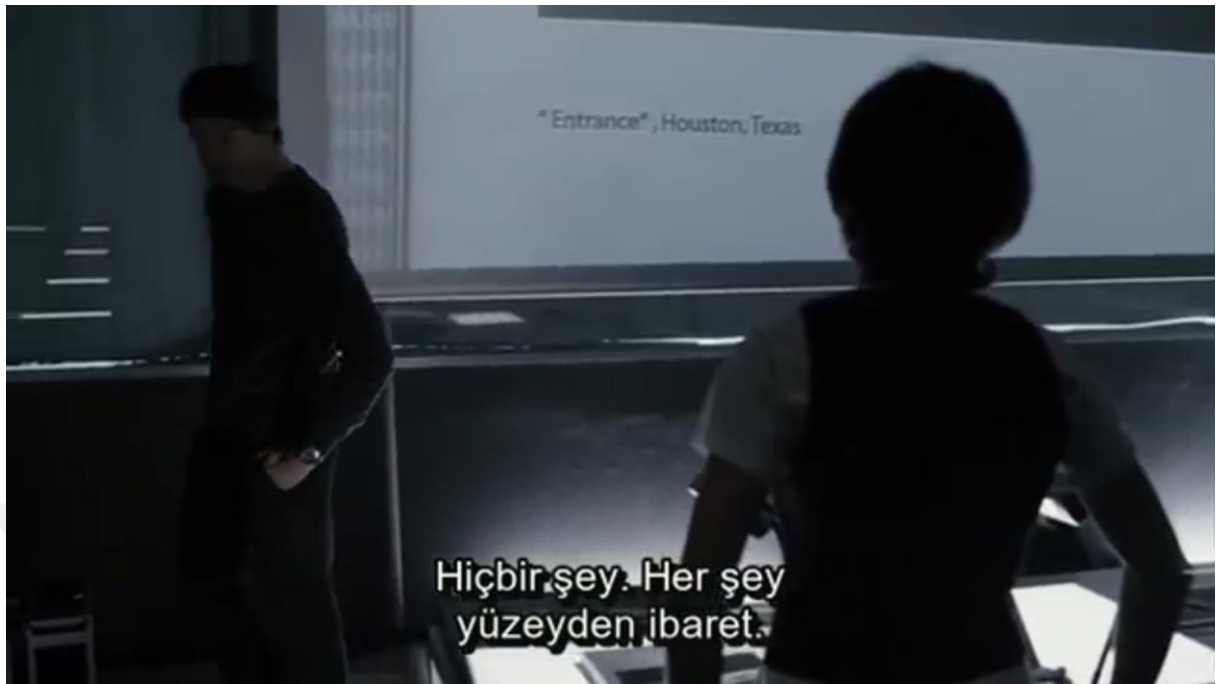 " Entrance" , Houston, Texas
Hiçbir şey. Her şey
yüzeyden ibaret.